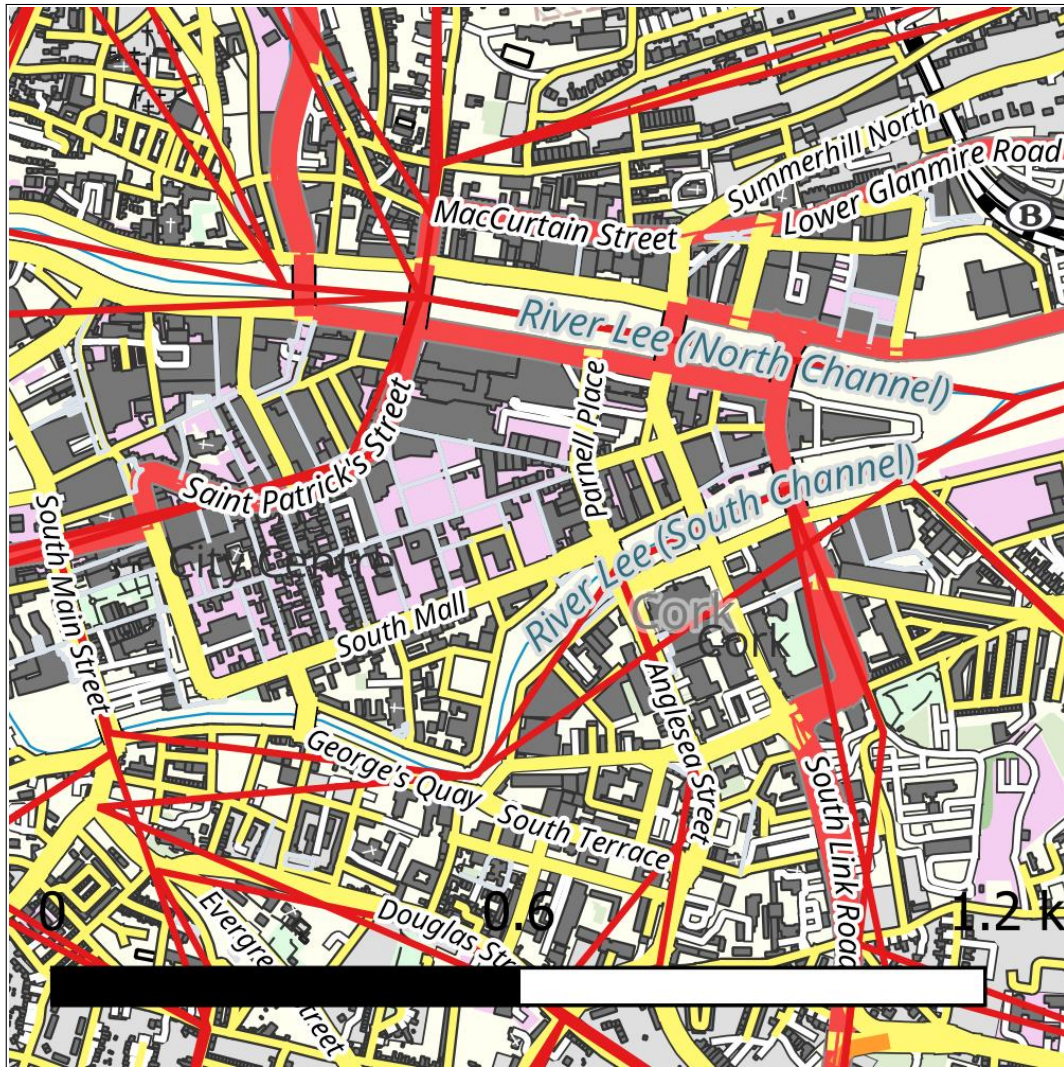 Summerhill North
Lower Glanmire Road
MacCurtain Street
B
River Lee (North Channel)
Parnell Place
Saint Patrick's Street
River Lee (South Channel)
South Main Street
City Centre
South Mall
Cork
Cork
Anglesea Street
George's Quay
South Terrace
South Link Road
Douglas Str
Evergre
treet
0
0.6
1.2 k